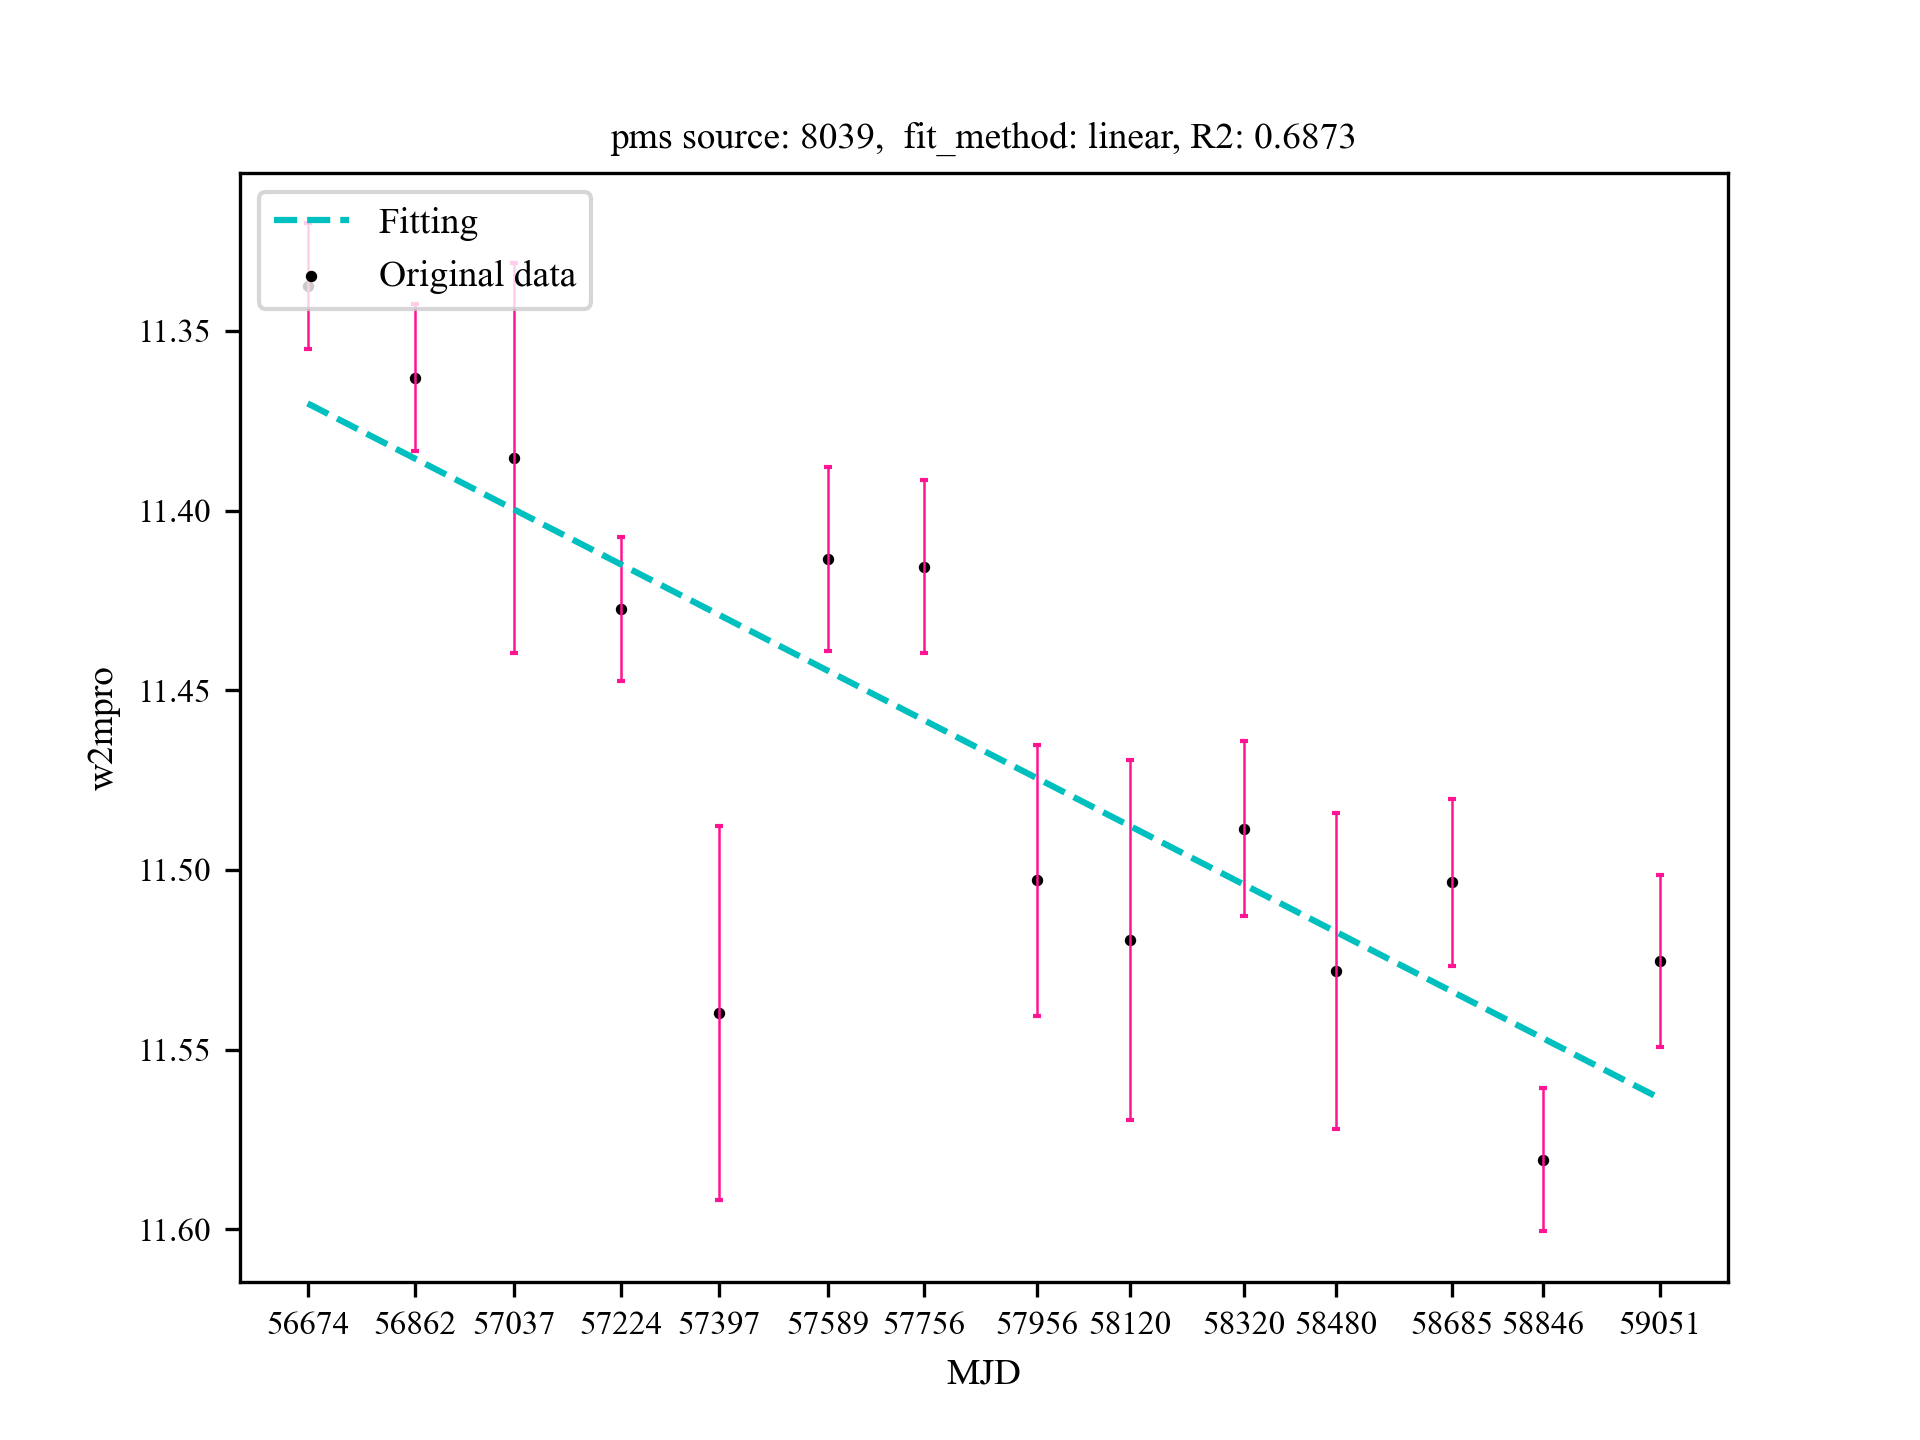 pms source: 8039,  fit_method: linear, R2: 0.6873
Fitting
Original data
11.35
11.40
11.45
11.50
11.55
11.60
w2mpro
56674 56862 57037 57224 57397 57589 57756 57956 58120 58320 58480 58685 58846 59051
MJD